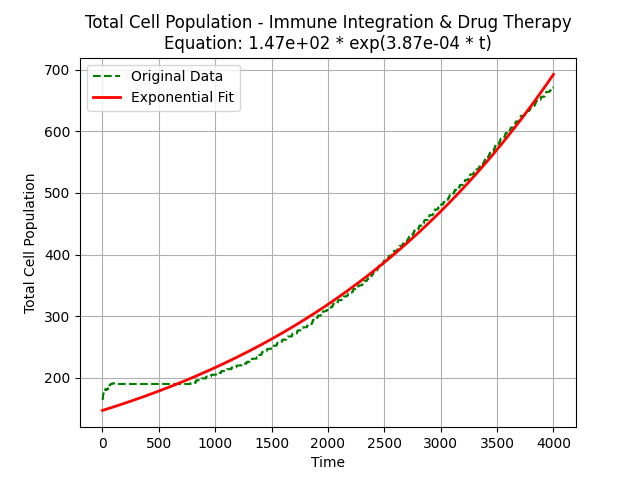 Total Cell Population - Immune Integration & Drug Therapy
Equation: 1.47e+02 * exp(3.87e-04 * t)
Original Data
Exponential Fit
700
600
500
400
300
200
Total Cell Population
0 500 1000 1500 2000 2500 3000 3500 4000
Time